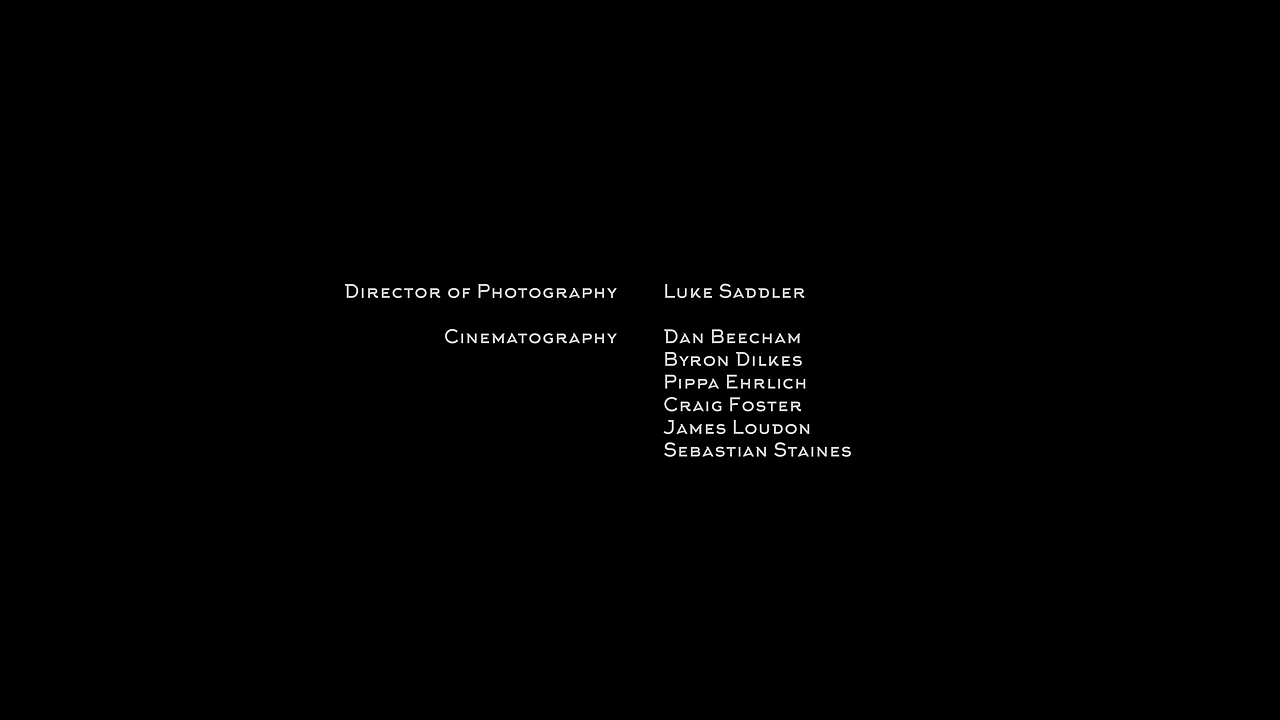 Director of Photography Luke Saddler
Cinematography Dan Beecham
Byron Dilkes
Pippa Ehrlich
Craig Foster
James Loudon
Sebastian Staines